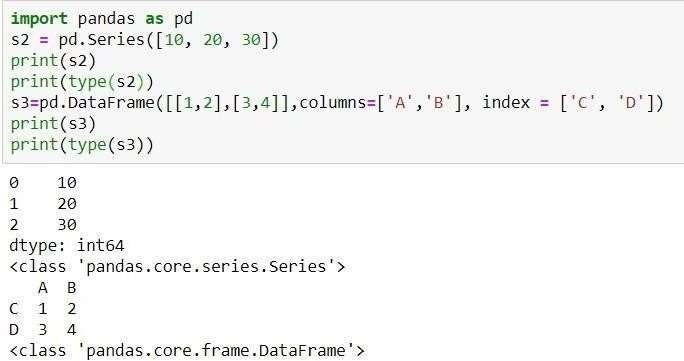 import pandas as pd
s2 = pd.Series([10, 20, 30])
print(s2)
print(type(s2))
s3=pd.DataFrame([[1,2],[3,4]],columns=['A','B'], index = ['C', 'D'])
print(s3)
print(type(s3))
0    10
1    20
2    30
dtype: int64
<class 'pandas.core.series.Series'>
   A  B
C  1  2
D  3  4
<class 'pandas.core.frame.DataFrame'>